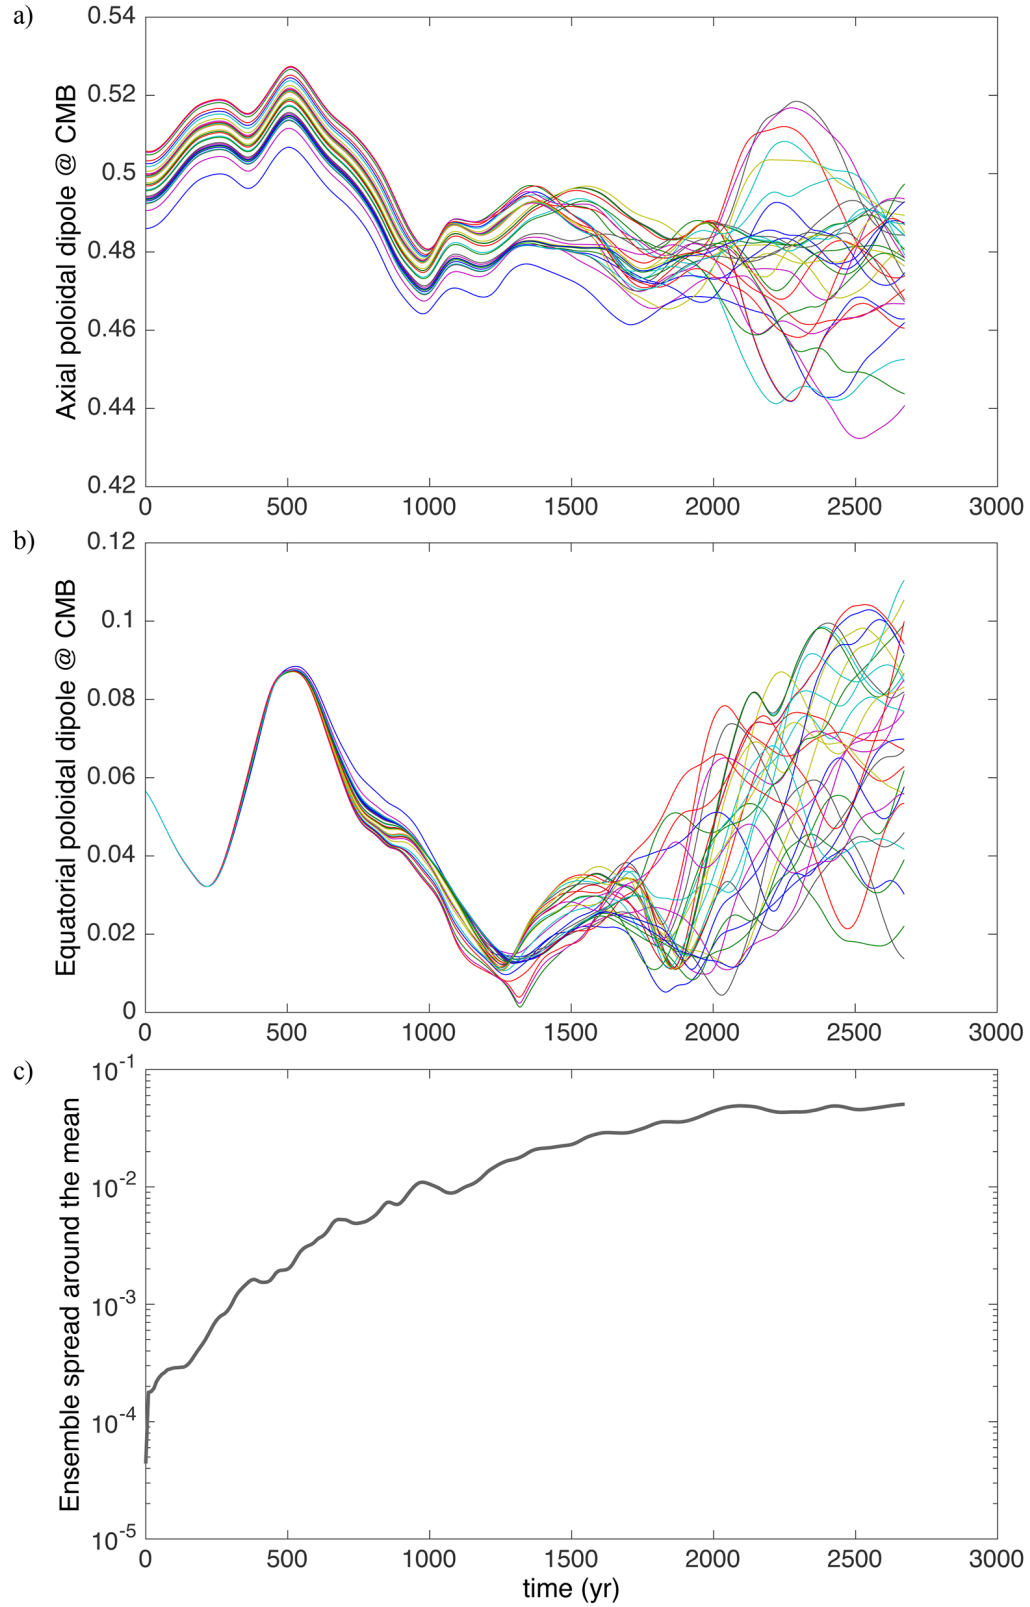 a)
Axial poloidal dipole @ CMB
0.54
0.52
0.5
0.48
0.46
0.44
0.42
0 500 1000 1500 2000 2500 3000
b)
Equatorial poloidal dipole @ CMB
0.12
0.1
0.08
0.06
0.04
0.02
0
0 500 1000 1500 2000 2500 3000
c)
Ensemble spread around the mean
10-1
10-2
10-3
10-4
10-5
0 500 1000 1500 2000 2500 3000
time (yr)